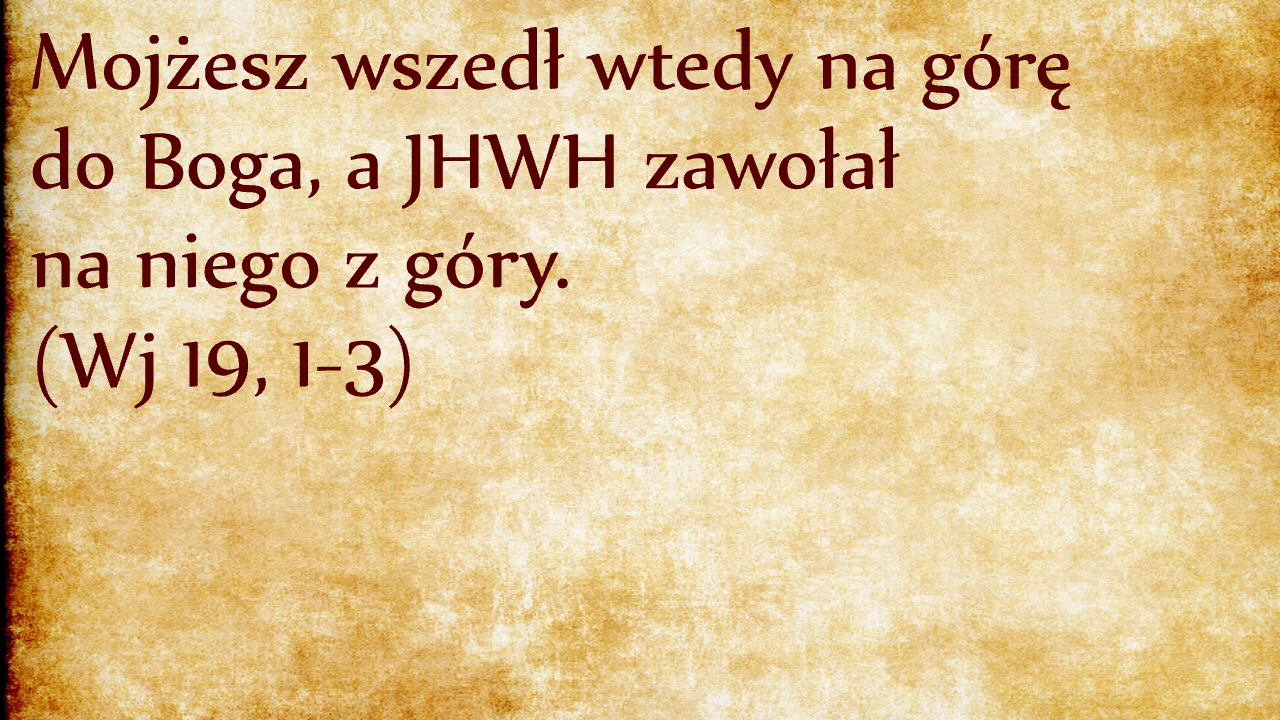 Mojżesz wszedł wtedy na górę
do Boga, a JHWH zawołał
na niego z góry.
(Wj 19, 1-3)